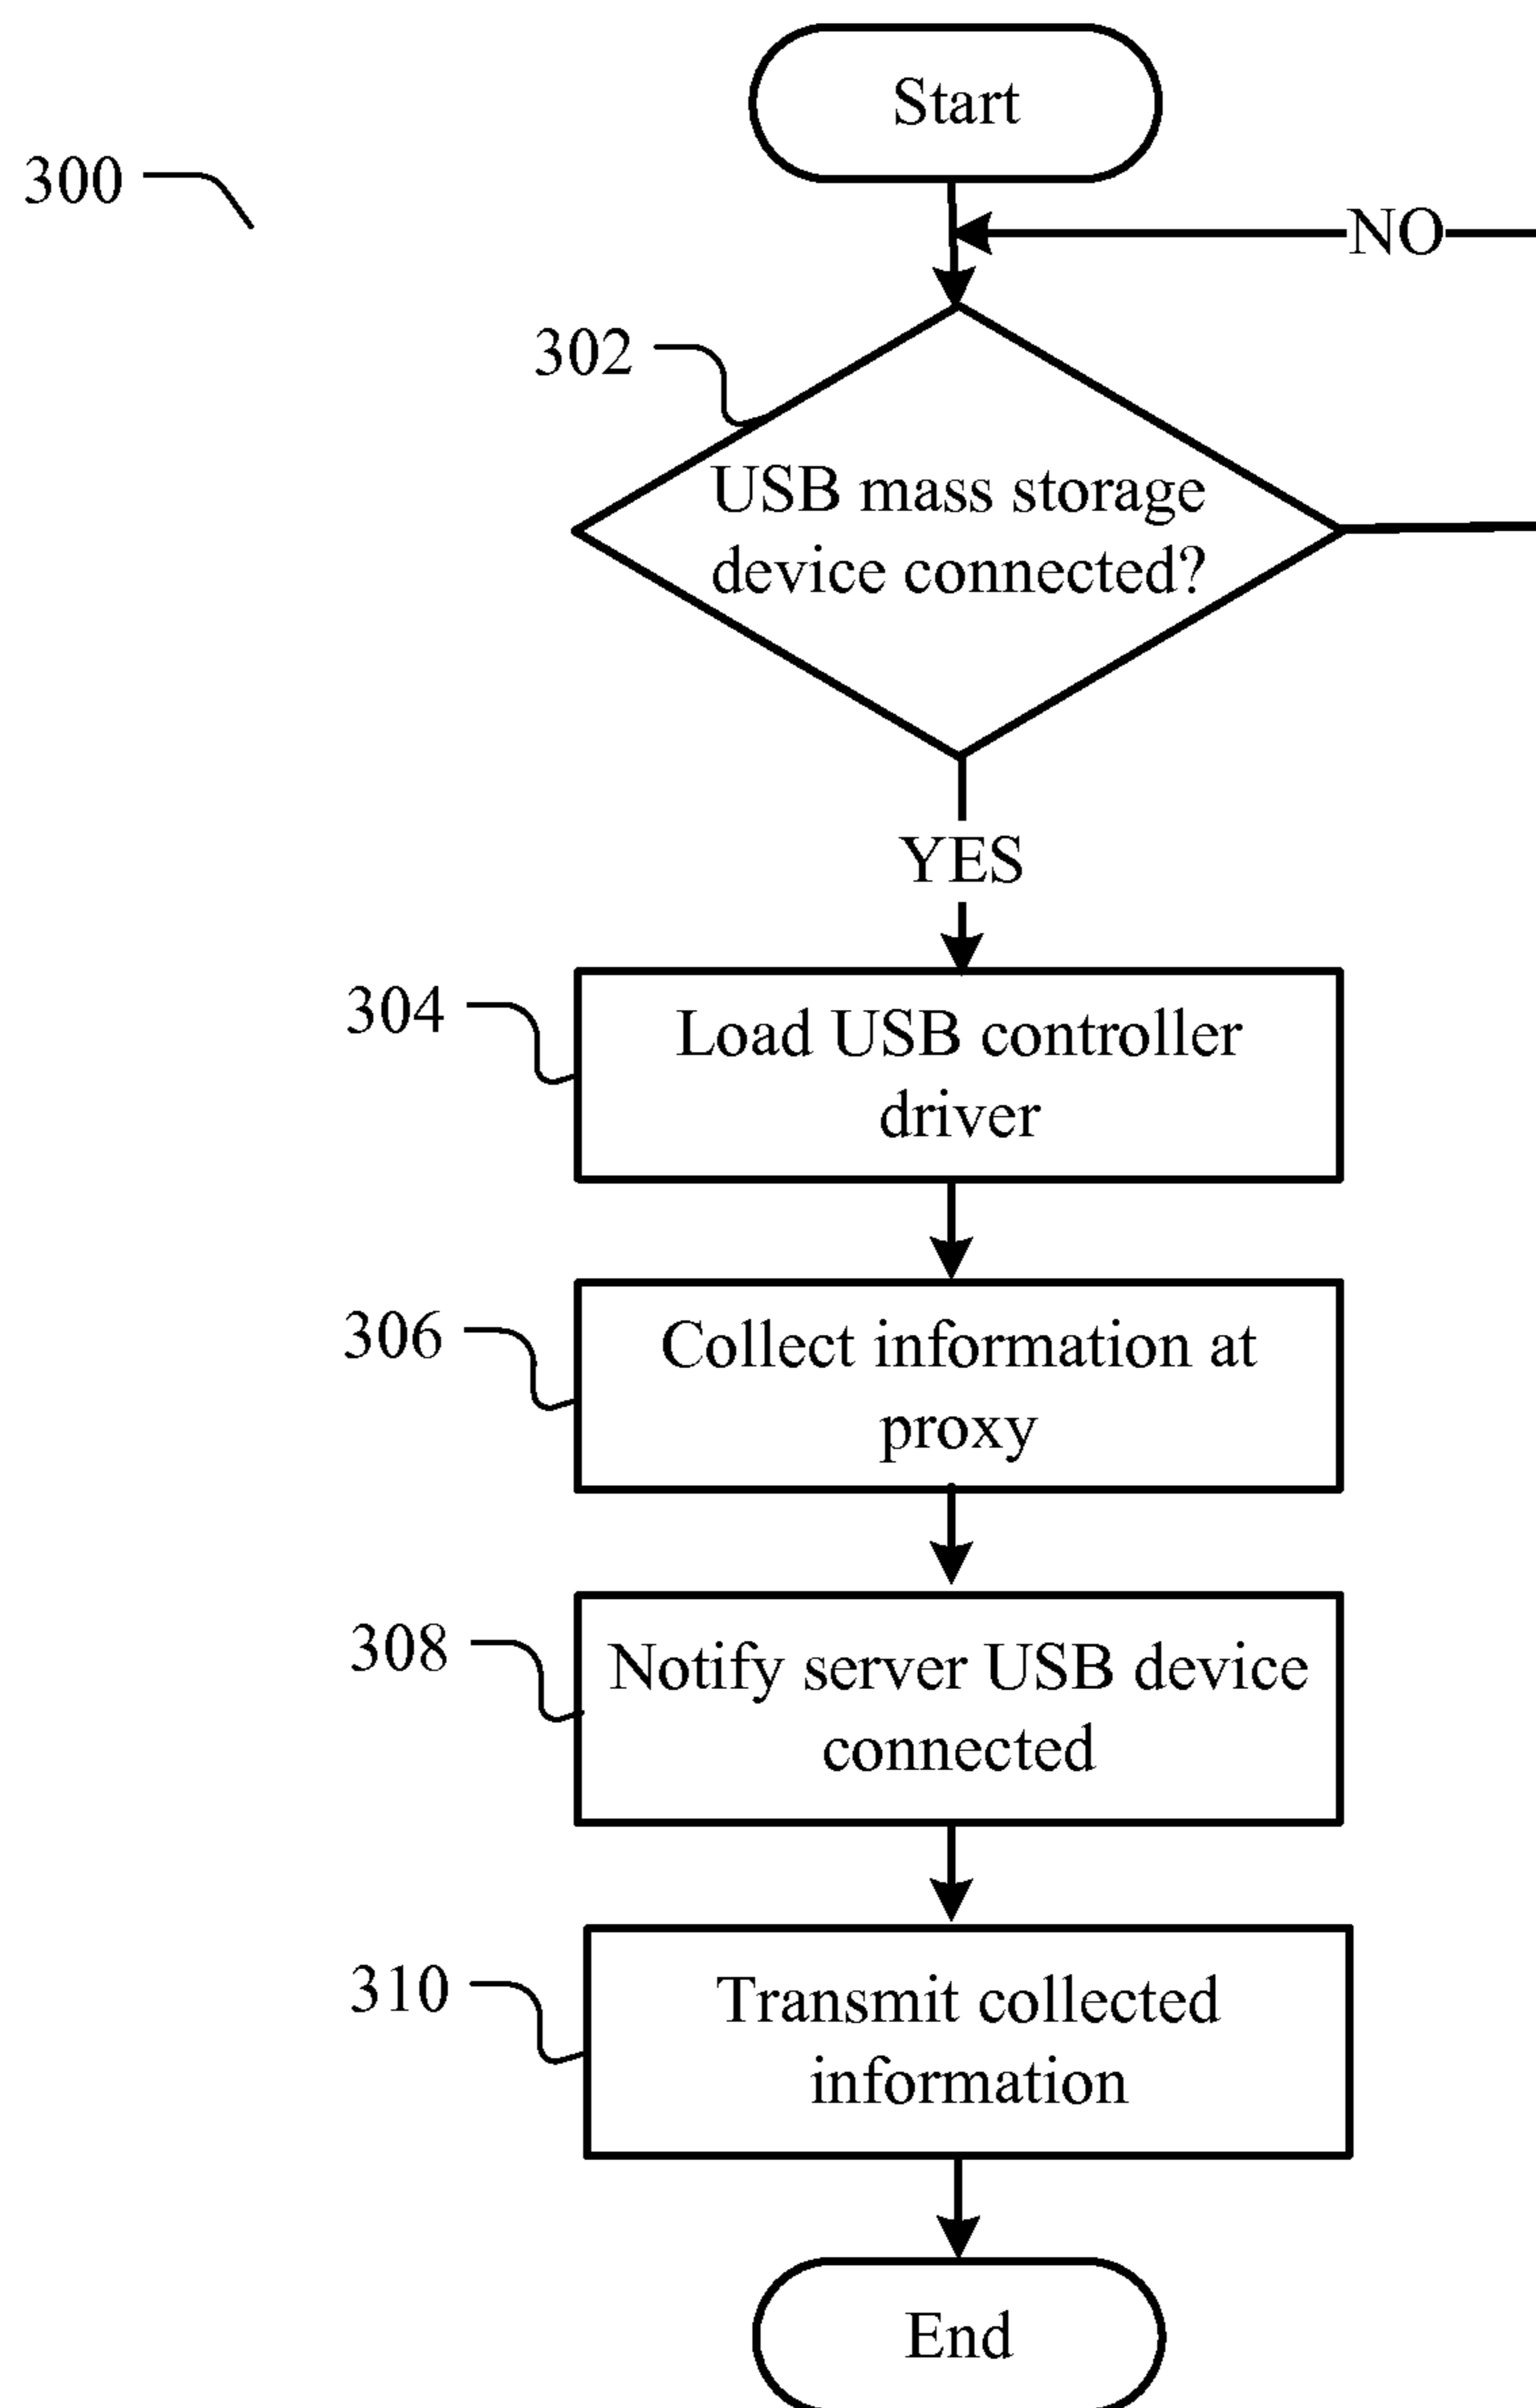 Start
300
NO
302
USB mass storage
device connected?
YES
304
Load USB controller
driver
306
Collect information at
proxy
308
Notify server USB device
connected
310
Transmit collected
information
End